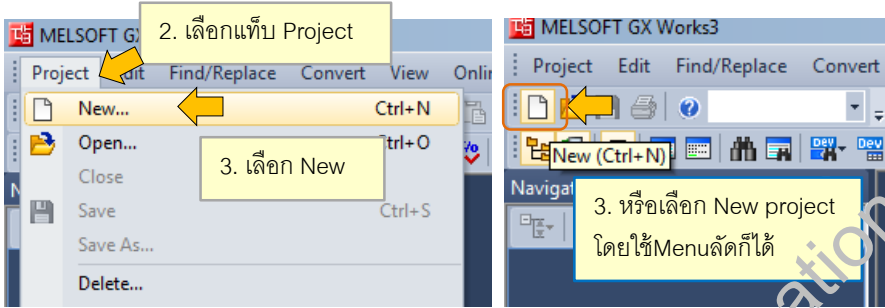 MELSOFT GX
2. เลือกแท็บ Project
Project Edit Find/Replace Convert View Onlin
New... Ctrl+N
Open... Ctrl+O
3. เลือก New
Close
Save Ctrl+S
Save As...
Delete...
MELSOFT GX Works3
Project Edit Find/Replace Convert
New (Ctrl+N)
Navigat
3. หรือเลือก New project
โดยใช้Menuลัดก็ได้